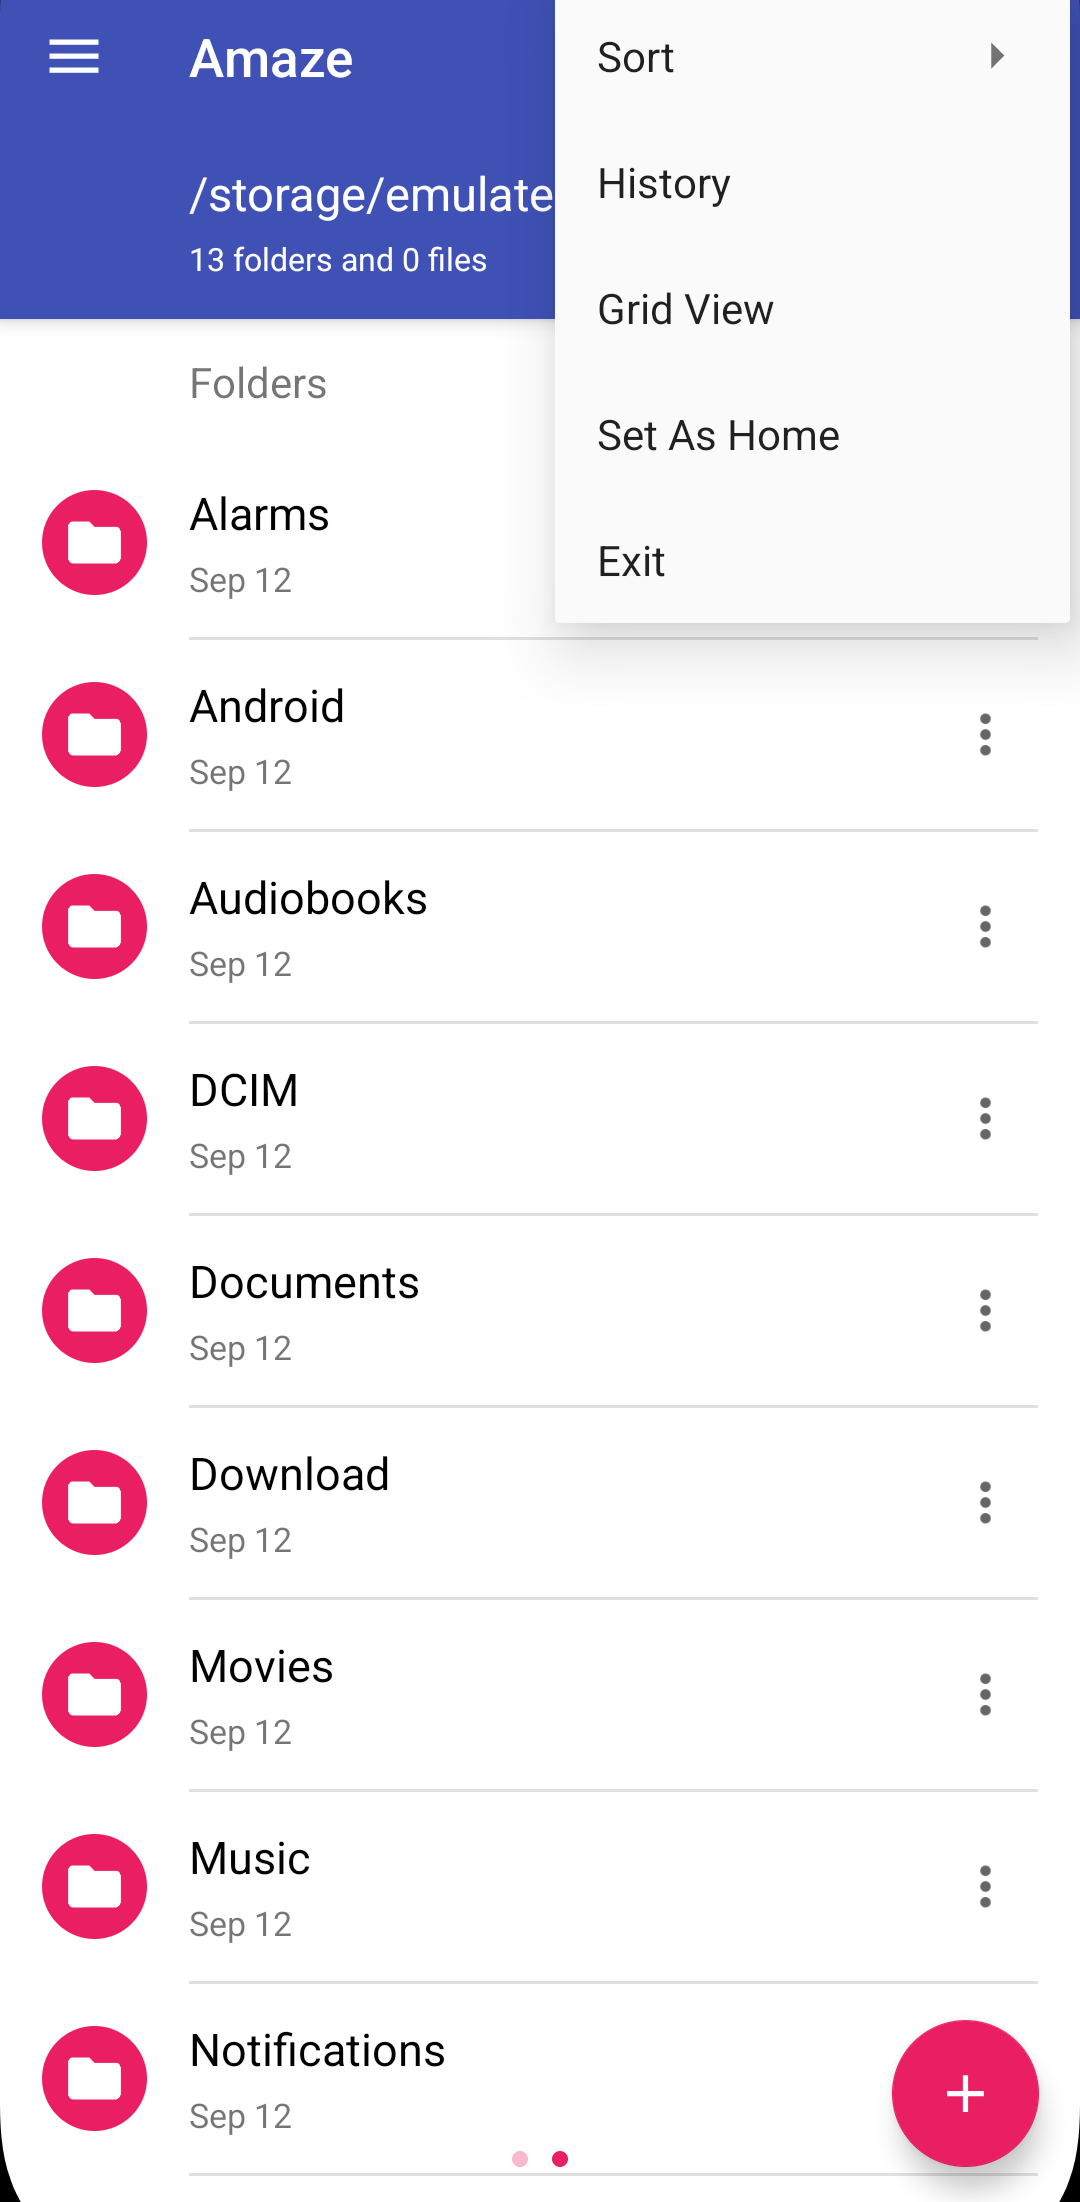 Amaze
/storage/emulate
13 folders and 0 files
Sort
History
Grid View
Set As Home
Exit
Folders
Alarms
Sep 12
Android
Sep 12
Audiobooks
Sep 12
DCIM
Sep 12
Documents
Sep 12
Download
Sep 12
Movies
Sep 12
Music
Sep 12
Notifications
Sep 12